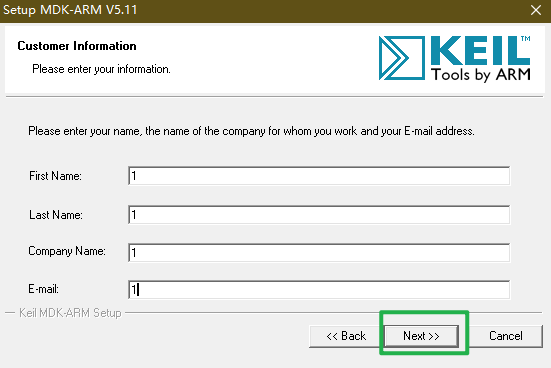 Setup MDK-ARM V5.11
Customer Information
Please enter your information.
KEIL™
Tools by ARM
Please enter your name, the name of the company for whom you work and your E-mail address.
First Name: 1
Last Name: 1
Company Name: 1
E-mail: 1
Keil MDK-ARM Setup
<< Back Next >> Cancel